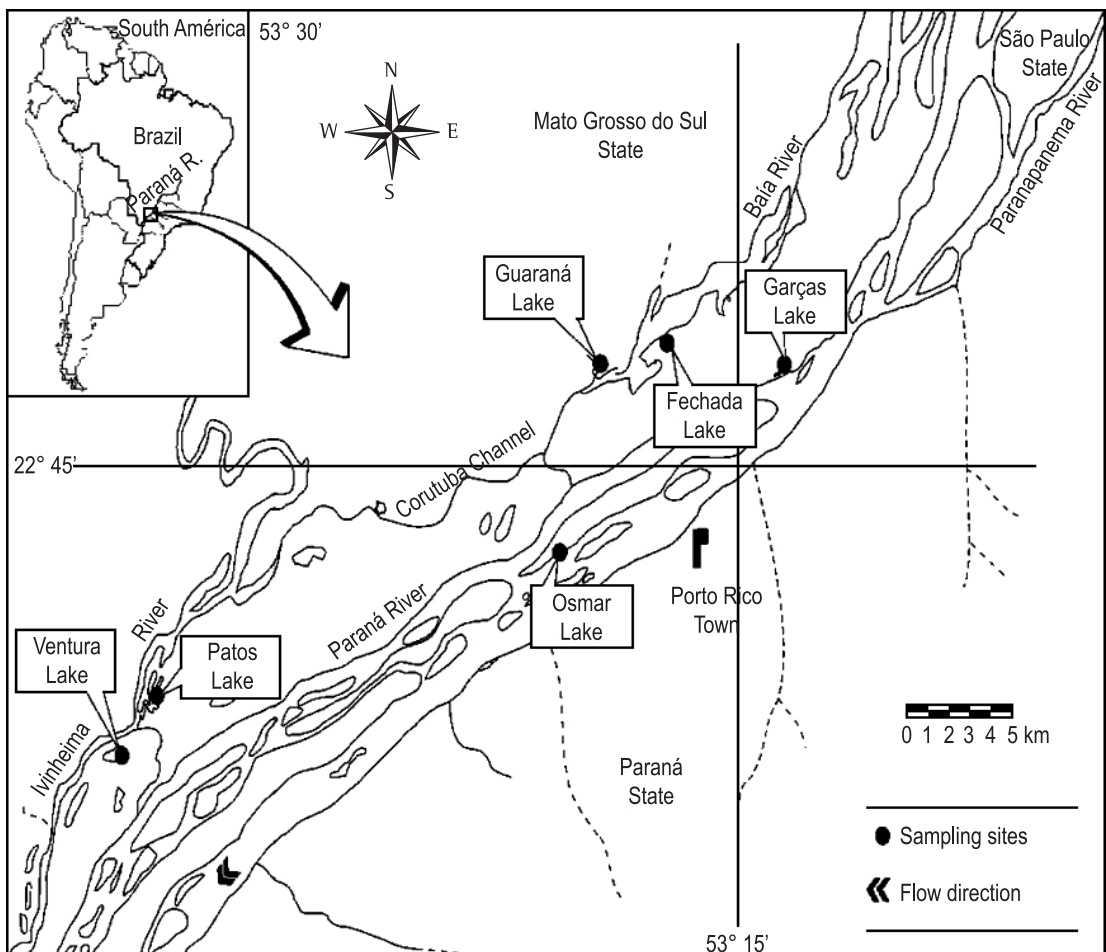 South América
53° 30’
São Paulo
State
N
W
E
S
Mato Grosso do Sul
State
Brazil
Paraná R.
Baía River
Paranapanema River
Guaraná
Lake
Garças
Lake
Fechada
Lake
22° 45’
Corutuba Channel
Osmar
Lake
Porto Rico
Town
Paraná River
River
Ivinheima
Ventura
Lake
Patos
Lake
0 1 2 3 4 5 km
Paraná
State
Sampling sites
Flow direction
53° 15’